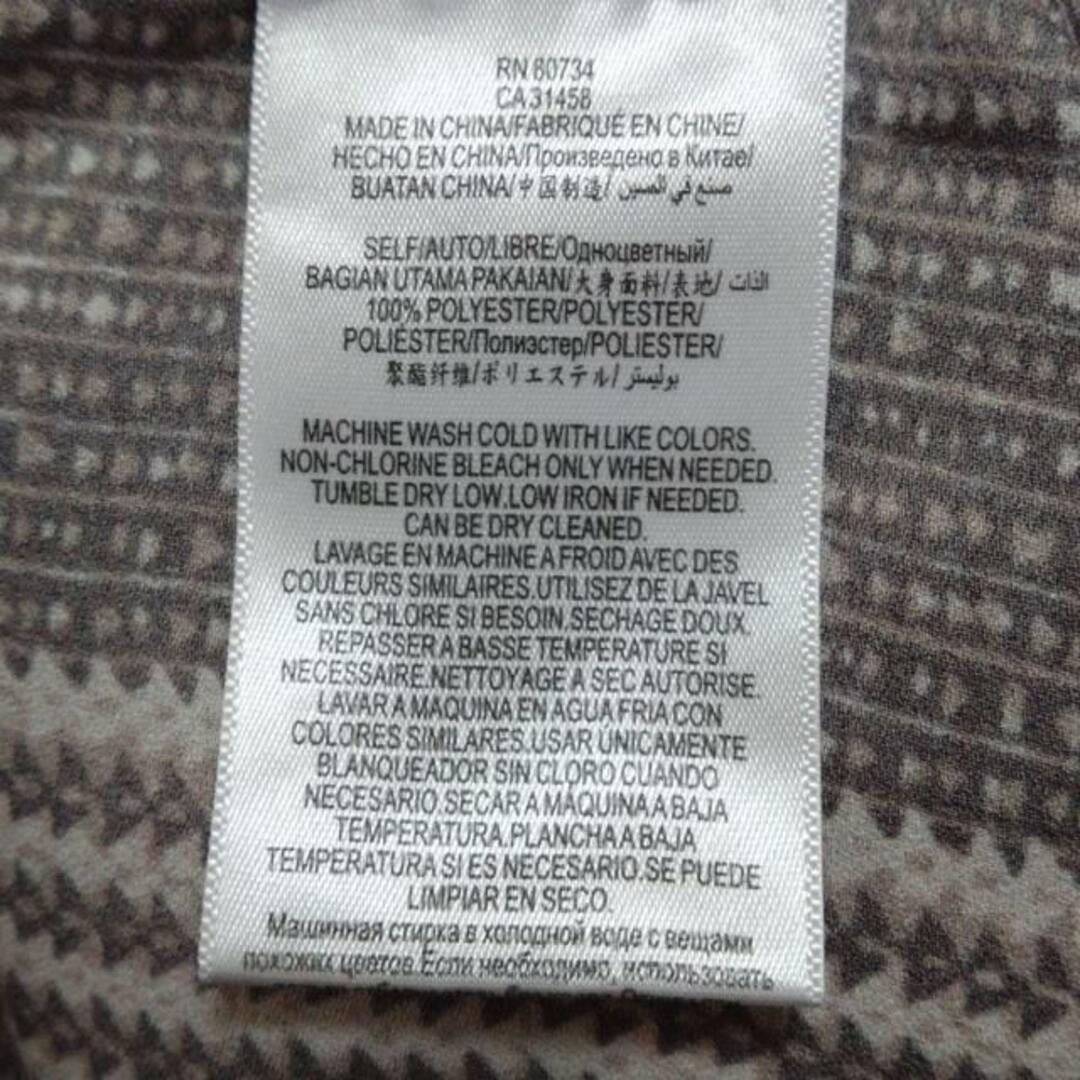 RN 60734
CA 31458
MADE IN CHINA/FABRIQUÉ EN CHINE/
HECHO EN CHINA/Произведено в Китае/
BUATAN CHINA/中国制造/صنع في الصين
SELF/AUTO/LIBRE/Одноцветный/
BAGIAN UTAMA PAKAIAN/大身面料/表地/الذات
100% POLYESTER/POLYESTER/
POLIÉSTER/Полиэстер/POLIESTER/
聚酯纤维/ポリエステル/بوليستر
MACHINE WASH COLD WITH LIKE COLORS.
NON-CHLORINE BLEACH ONLY WHEN NEEDED.
TUMBLE DRY LOW.LOW IRON IF NEEDED.
CAN BE DRY CLEANED.
LAVAGE EN MACHINE A FROID AVEC DES
COULEURS SIMILAIRES.UTILISEZ DE LA JAVEL
SANS CHLORE SI BESOIN.SECHAGE DOUX.
REPASSER A BASSE TEMPERATURE SI
NECESSAIRE.NETTOYAGE A SEC AUTORISE.
LAVAR A MAQUINA EN AGUA FRIA CON
COLORES SIMILARES.USAR ÚNICAMENTE
BLANQUEADOR SIN CLORO CUANDO
NECESARIO.SECAR A MÁQUINA A BAJA
TEMPERATURA.PLANCHA A BAJA
TEMPERATURA SI ES NECESARIO.SE PUEDE
LIMPIAR EN SECO.
Машинная стирка в холодной воде с вещами
похожих цветов.Если необходимо, использовать